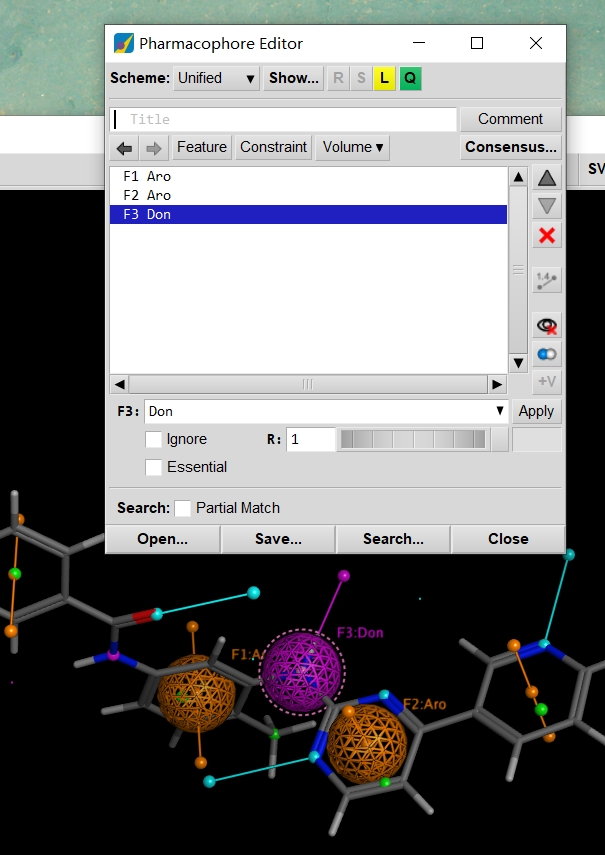 Pharmacophore Editor
Scheme: Unified Show... R S L Q
Title Comment
Feature Constraint Volume Consensus...
SV
F1 Aro
F2 Aro
F3 Don
1.4
+V
F3: Don Apply
Ignore R: 1
Essential
Search: Partial Match
Open... Save... Search... Close
F3:Don
F2:Aro